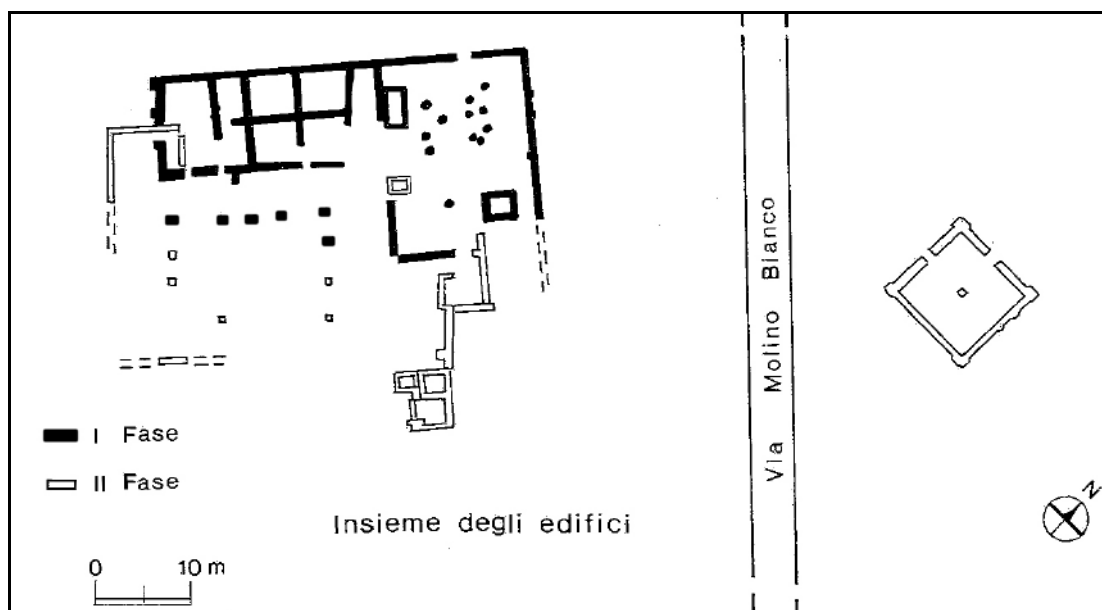 Via Molino Bianco
I Fase
II Fase
Insieme degli edifici
N
0 10 m